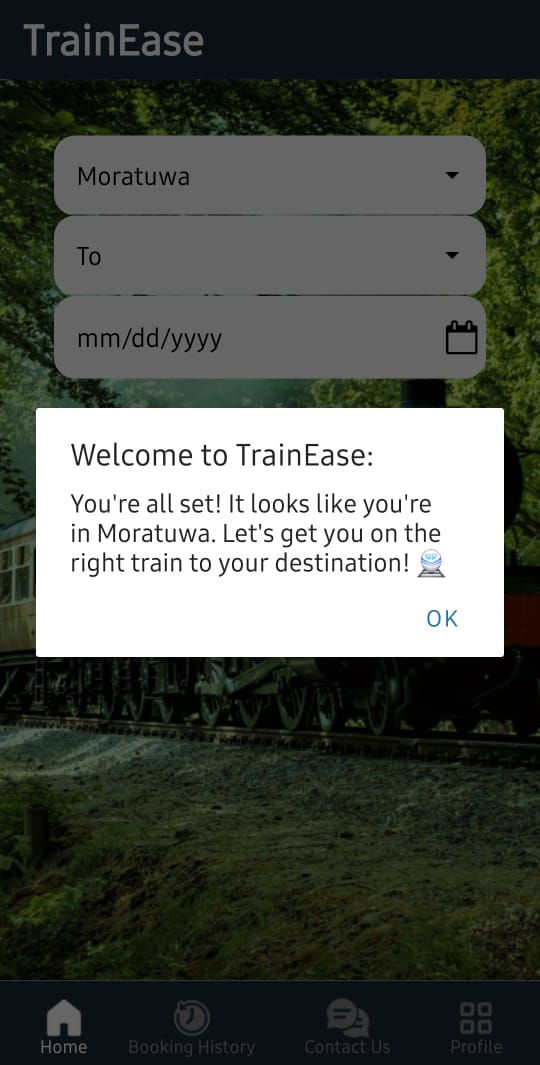 TrainEase
Moratuwa
To
mm/dd/yyyy
Welcome to TrainEase:
You're all set! It looks like you're
in Moratuwa. Let's get you on the
right train to your destination! 🚆
OK
Home
Booking History
Contact Us
Profile